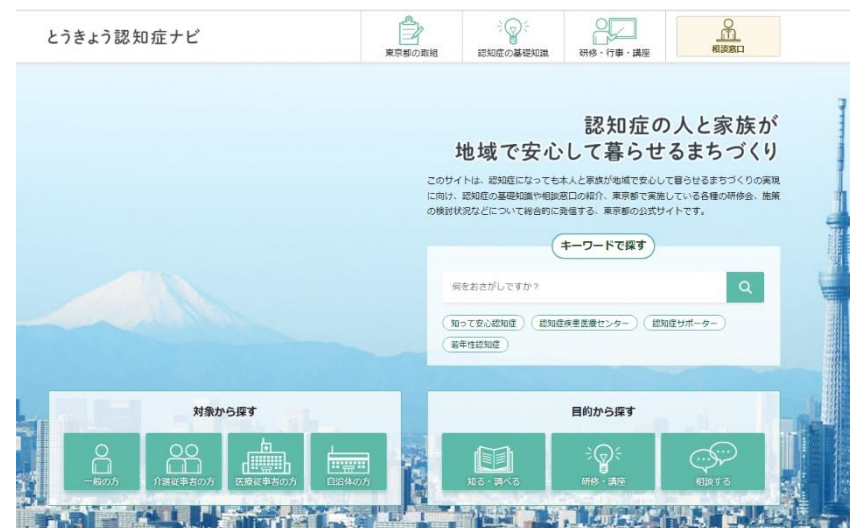 とうきょう認知症ナビ
東京都の取組
認知症の基礎知識
研修・行事・講座
相談窓口
認知症の人と家族が
地域で安心して暮らせるまちづくり
このサイトは、認知症になっても本人と家族が地域で安心して暮らせるまちづくりの実現
に向け、認知症の基礎知識や相談窓口の紹介、東京都で実施している各種の研修会、施策
の検討状況などについて総合的に発信する、東京都の公式サイトです。
キーワードで探す
何をおさがしですか？
知って安心認知症
認知症疾患医療センター
認知症サポーター
若年性認知症
対象から探す
一般の方
介護従事者の方
医療従事者の方
自治体の方
目的から探す
知る・調べる
研修・講座
相談する